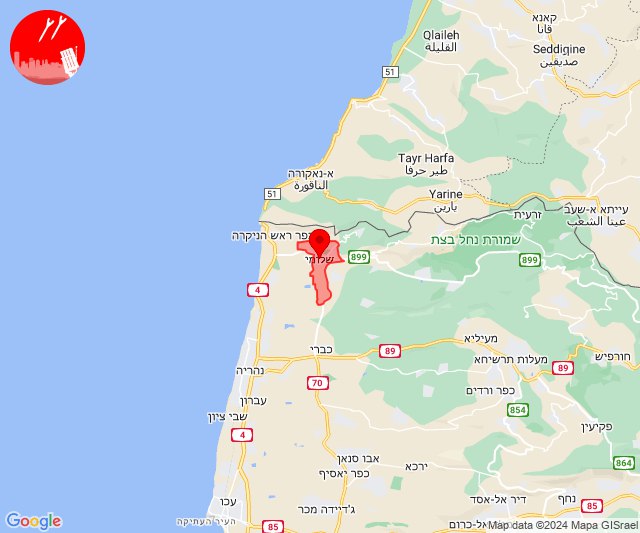 קאנא
قانا
Qlaileh
القليلة
Seddigine
صديقين
51
Tayr Harfa
طير حرفا
א-נאקורה
الناقورة
51
Yarine
يارين
עייתא א-שעב
عيتا الشعب
זרעית
כפר ראש הניקרה
שמורת נחל בצת
שלומי
899
899
4
כברי
89
מעיליא
מעלות תרשיחא
חורפיש
89
נהריה
70
כפר ורדים
עברון
854
שבי ציון
פקיעין
4
אבו סנאן
864
ירכא
כפר יאסיף
עכו
דיר אל-אסד
נחף
ג'דיידה מכר
העיר העתיקה
85
85
Google
אל-כרום
Map data ©2024 Mapa GISrael